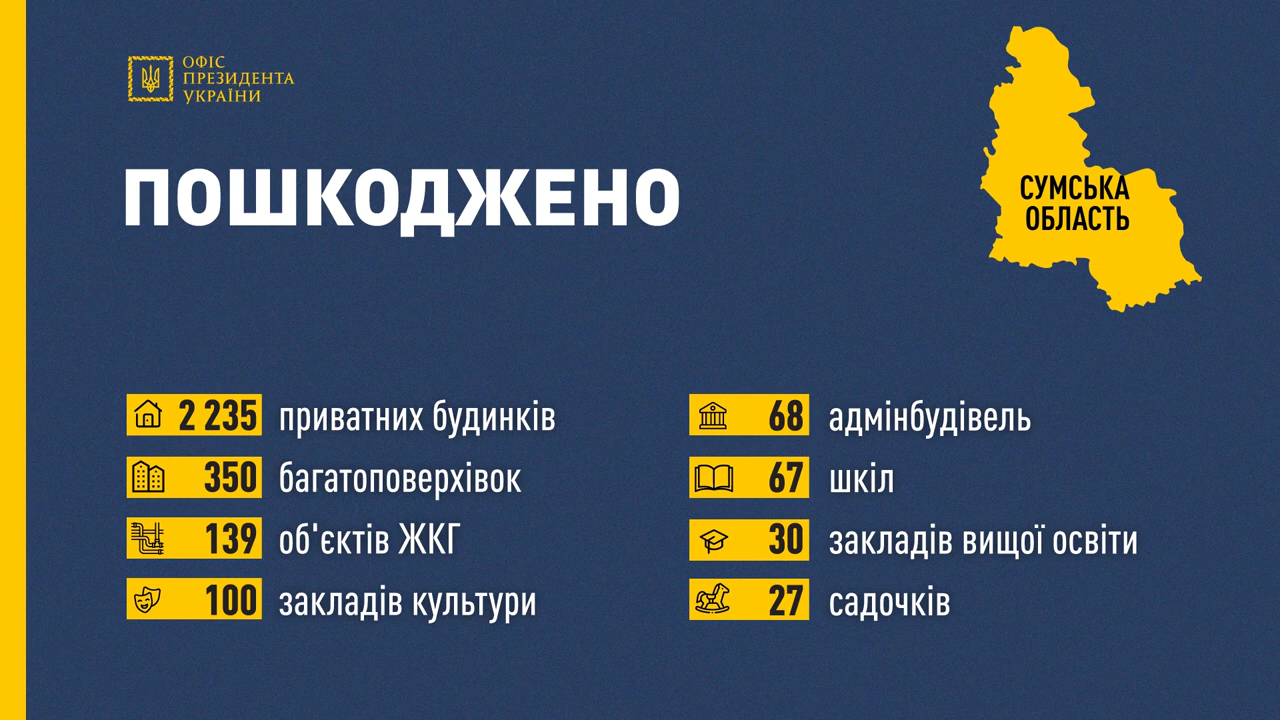 ОФІС
ПРЕЗИДЕНТА
УКРАЇНИ
ПОШКОДЖЕНО
СУМСЬКА
ОБЛАСТЬ
2 235 приватних будинків
350 багатоповерхівок
139 об'єктів ЖКГ
100 закладів культури
68 адмінбудівель
67 шкіл
30 закладів вищої освіти
27 садочків